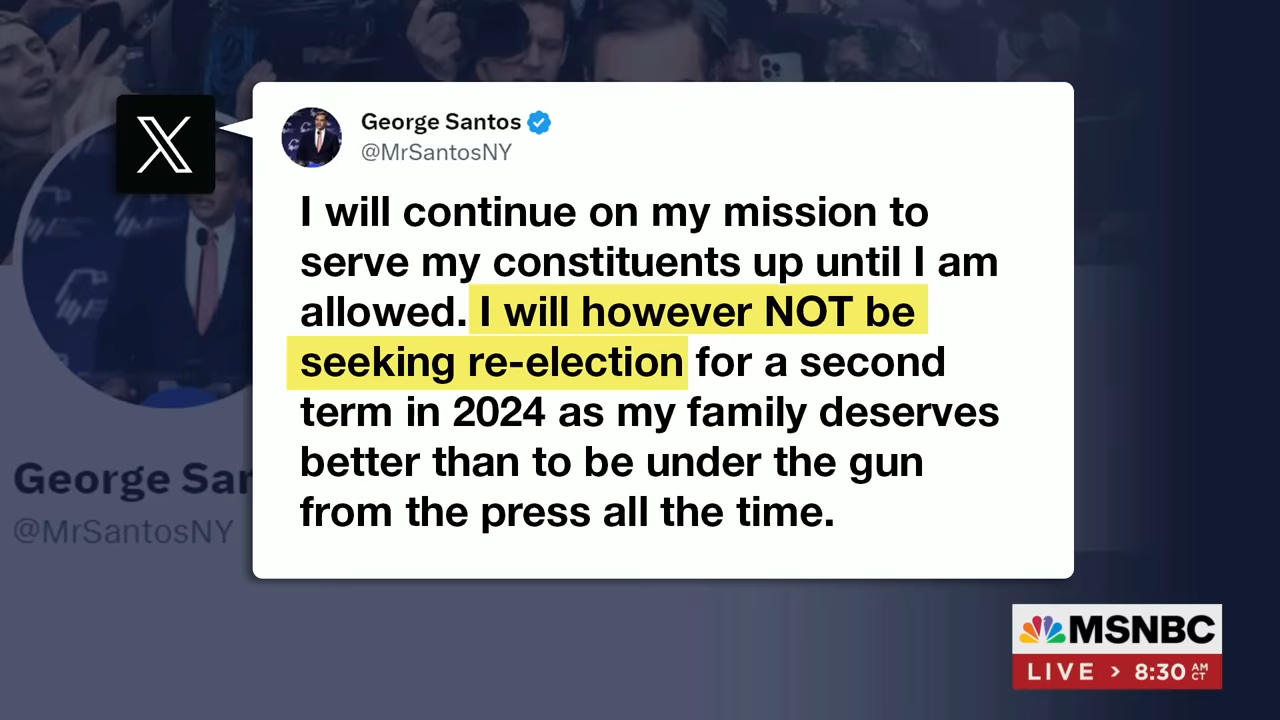 George Santos
@MrSantosNY
I will continue on my mission to
serve my constituents up until I am
allowed. I will however NOT be
seeking re-election for a second
term in 2024 as my family deserves
better than to be under the gun
from the press all the time.
George San
@MrSantosNY
MSNBC
LIVE > 8:30 AM CT